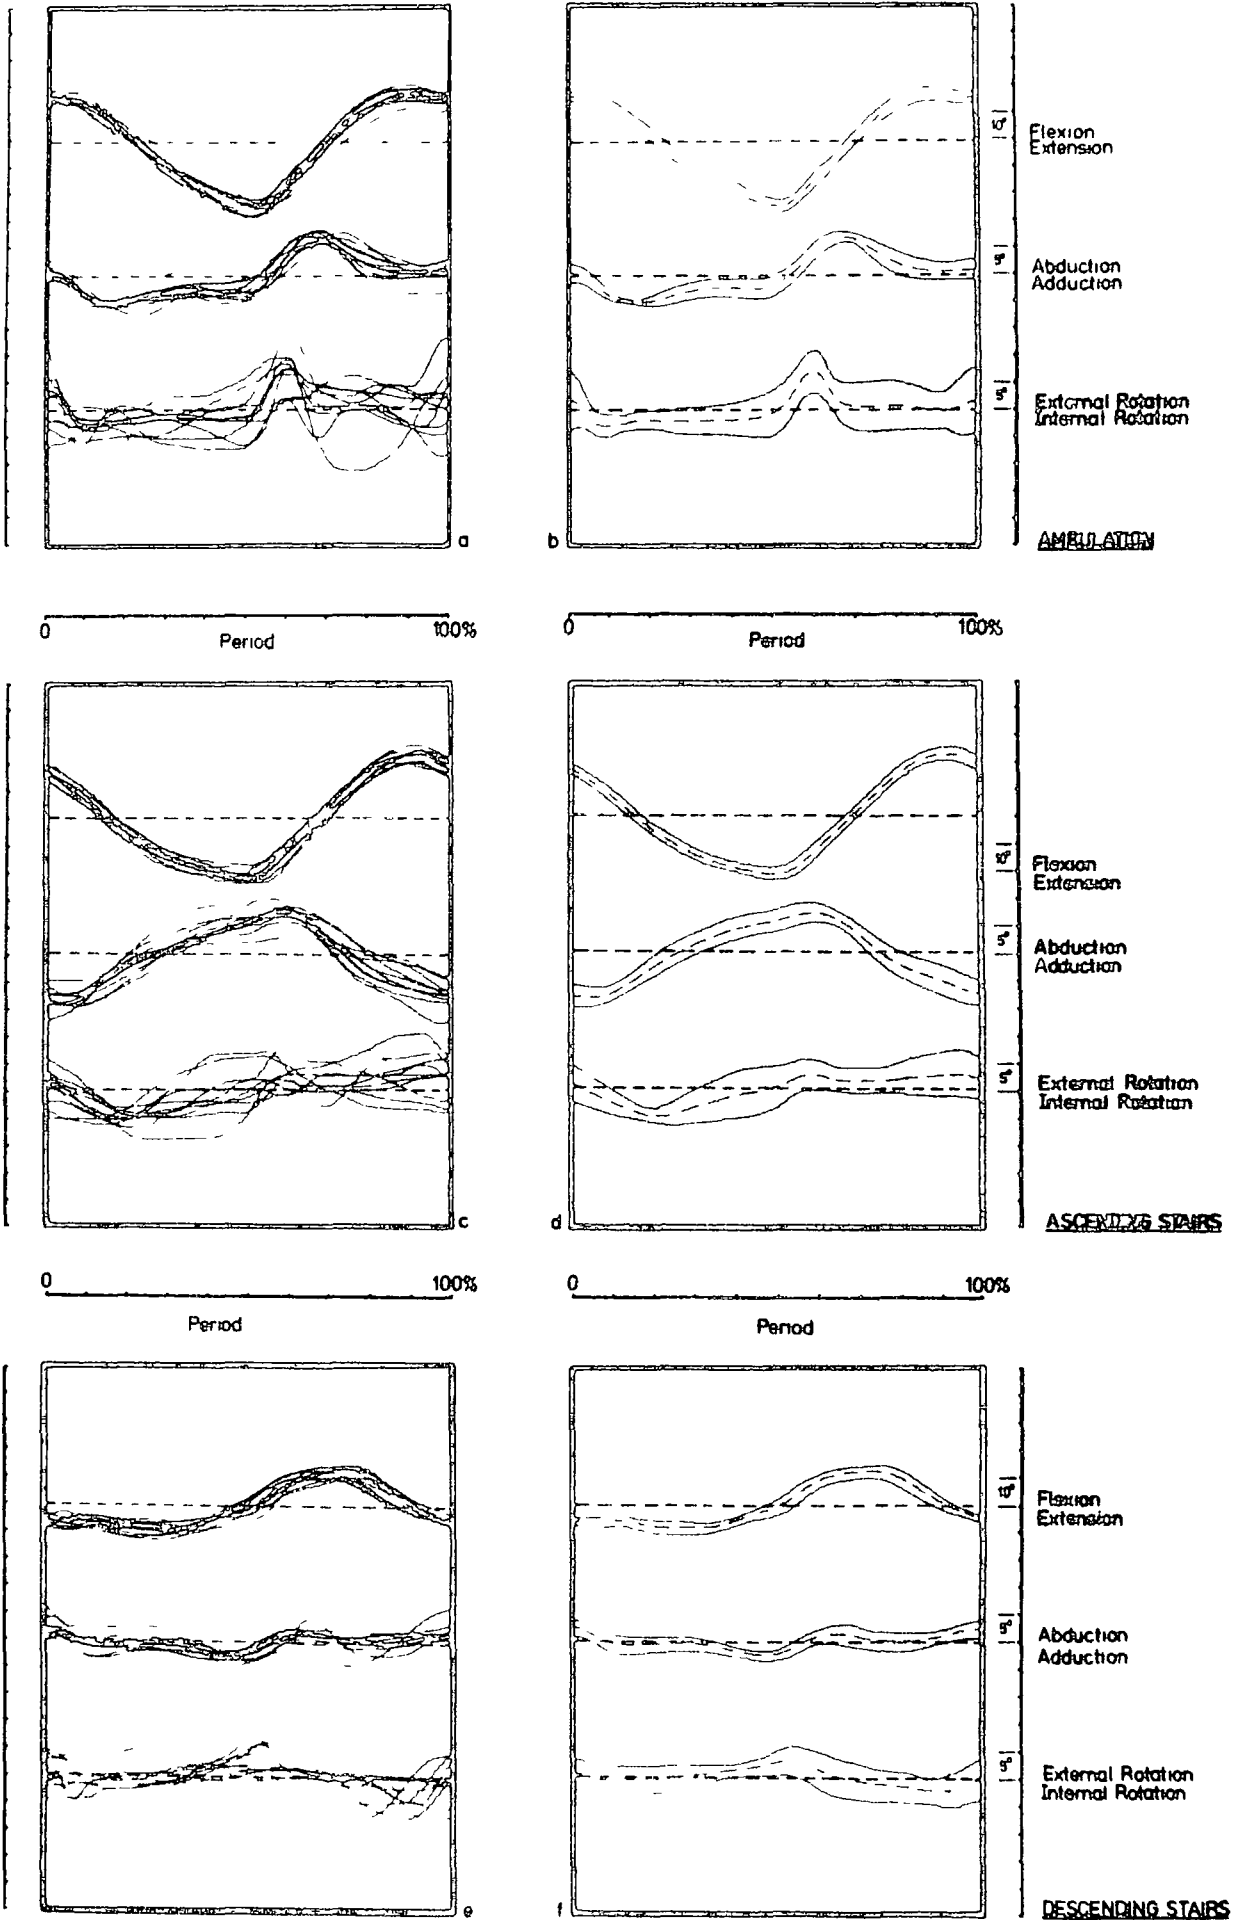 10°
Flexion
Extension
5°
Abduction
Adduction
5°
External Rotation
Internal Rotation
a
b
AMBULATION
0
Period
100%
0
Period
100%
10°
Flexion
Extension
5°
Abduction
Adduction
5°
External Rotation
Internal Rotation
c
d
ASCENDING STAIRS
0
100%
Period
0
100%
Period
10°
Flexion
Extension
5°
Abduction
Adduction
5°
External Rotation
Internal Rotation
e
f
DESCENDING STAIRS